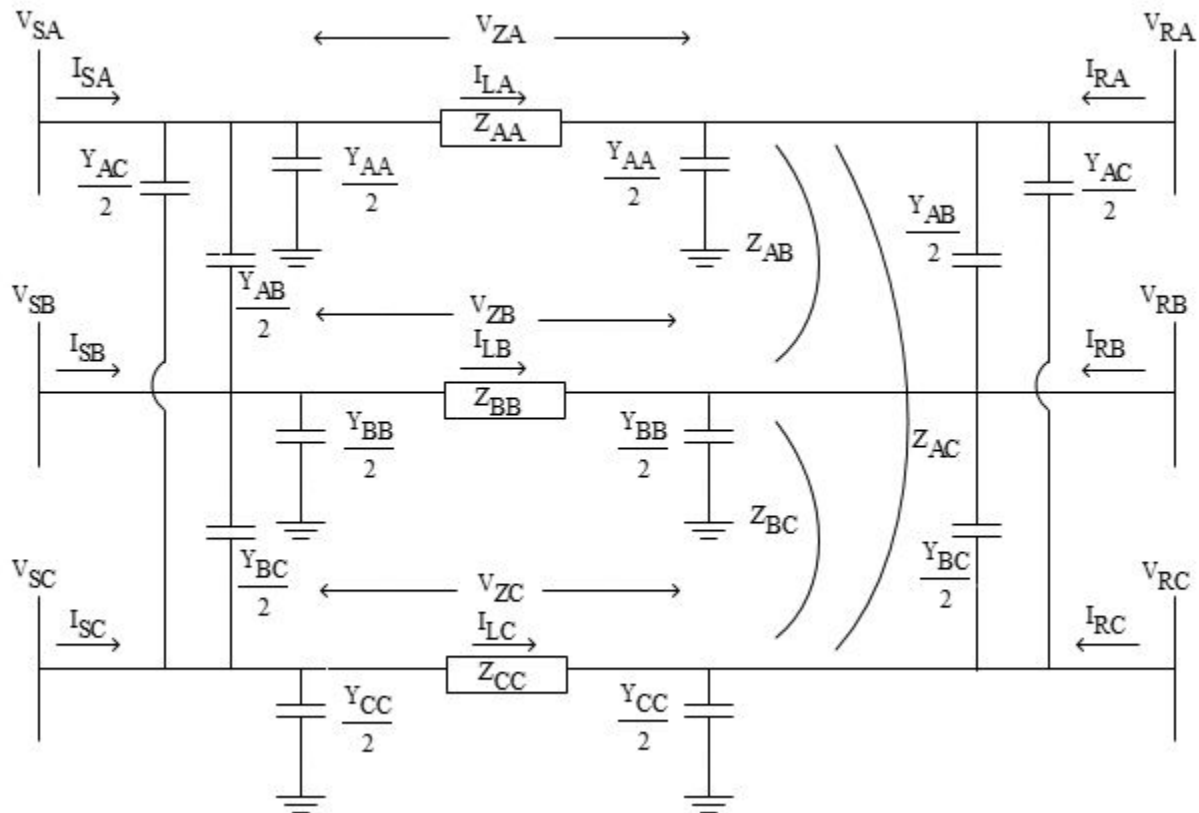 V_SA
V_ZA
V_RA
I_SA
I_LA
I_RA
Z_AA
Y_AC
2
Y_AA
2
Y_AA
2
Y_AC
2
Y_AB
2
Z_AB
Y_AB
2
V_SB
V_ZB
V_RB
I_SB
I_LB
I_RB
Z_BB
Y_BB
2
Y_BB
2
Z_AC
Z_BC
Y_BC
2
Y_BC
2
V_SC
V_ZC
V_RC
I_SC
I_LC
I_RC
Z_CC
Y_CC
2
Y_CC
2